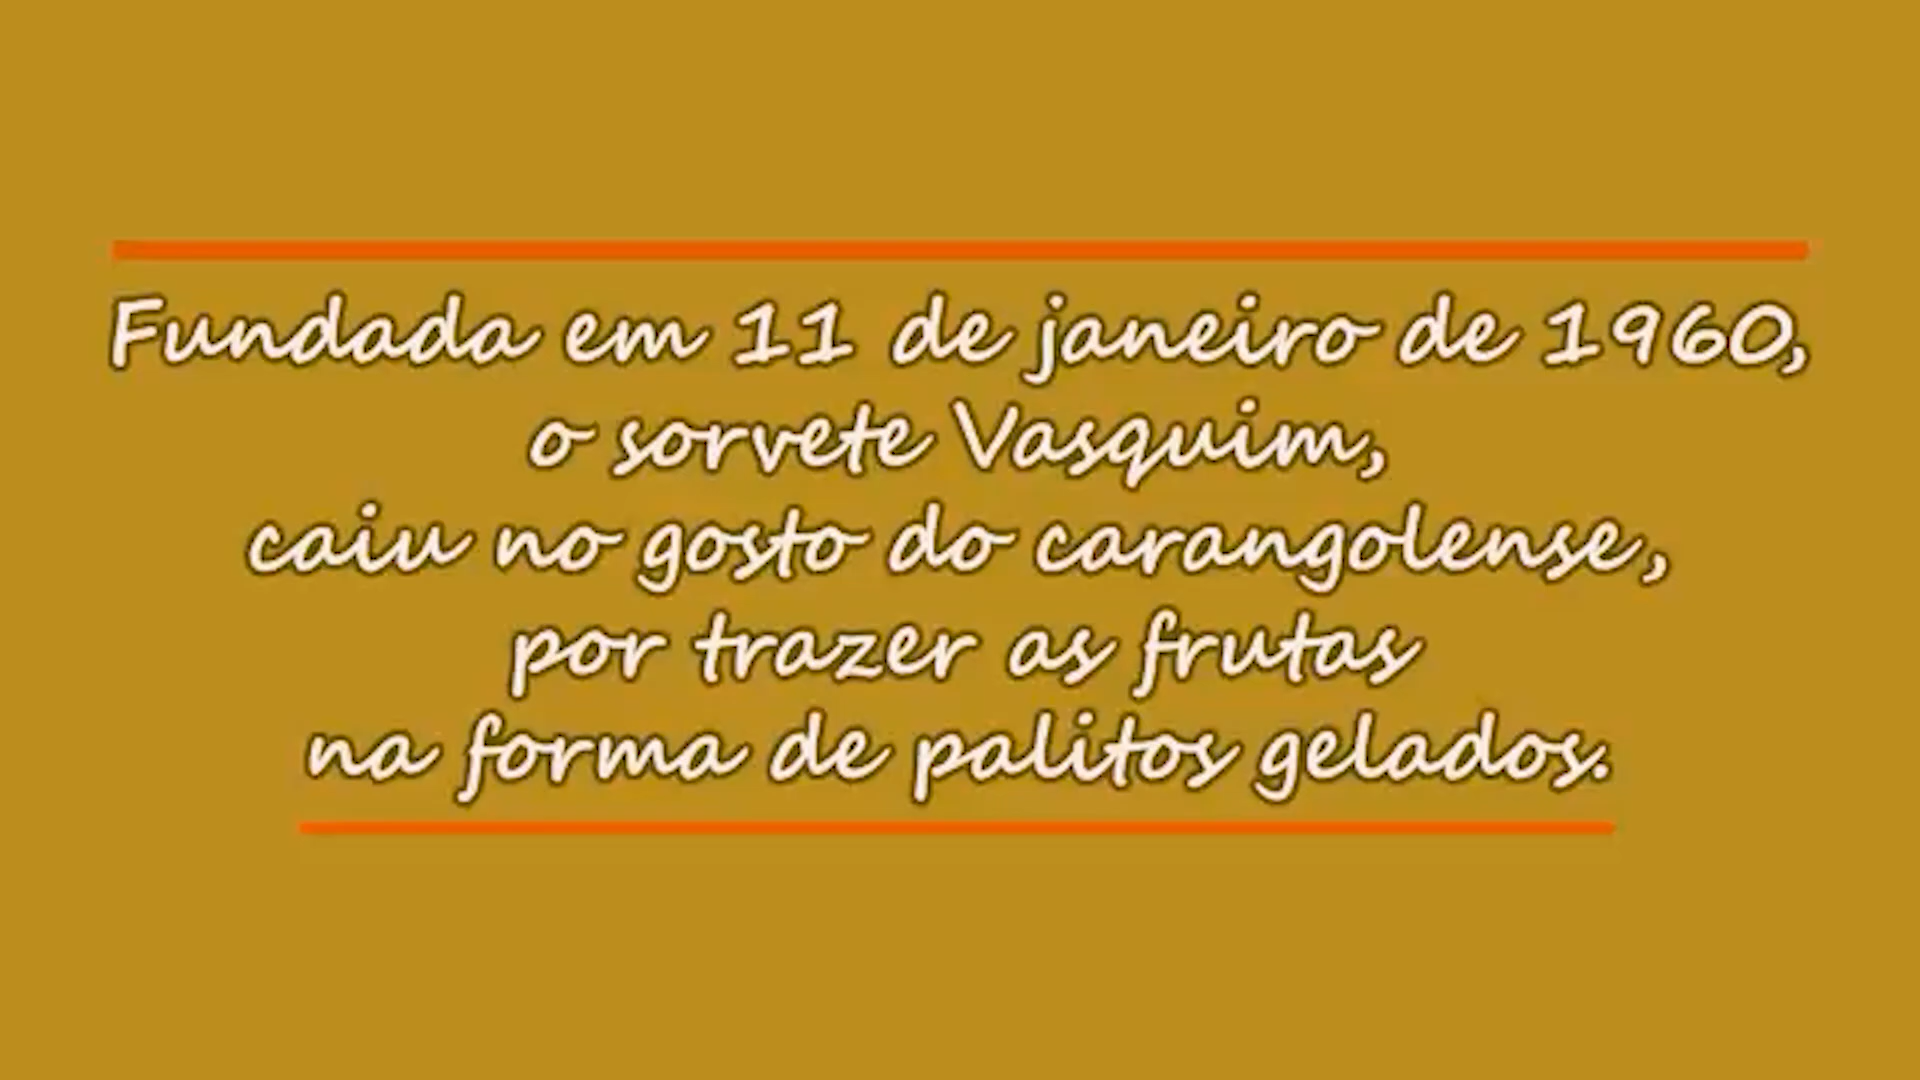 Fundada em 11 de janeiro de 1960,
o sorvete Vasquim,
caiu no gosto do carangolense,
por trazer as frutas
na forma de palitos gelados.